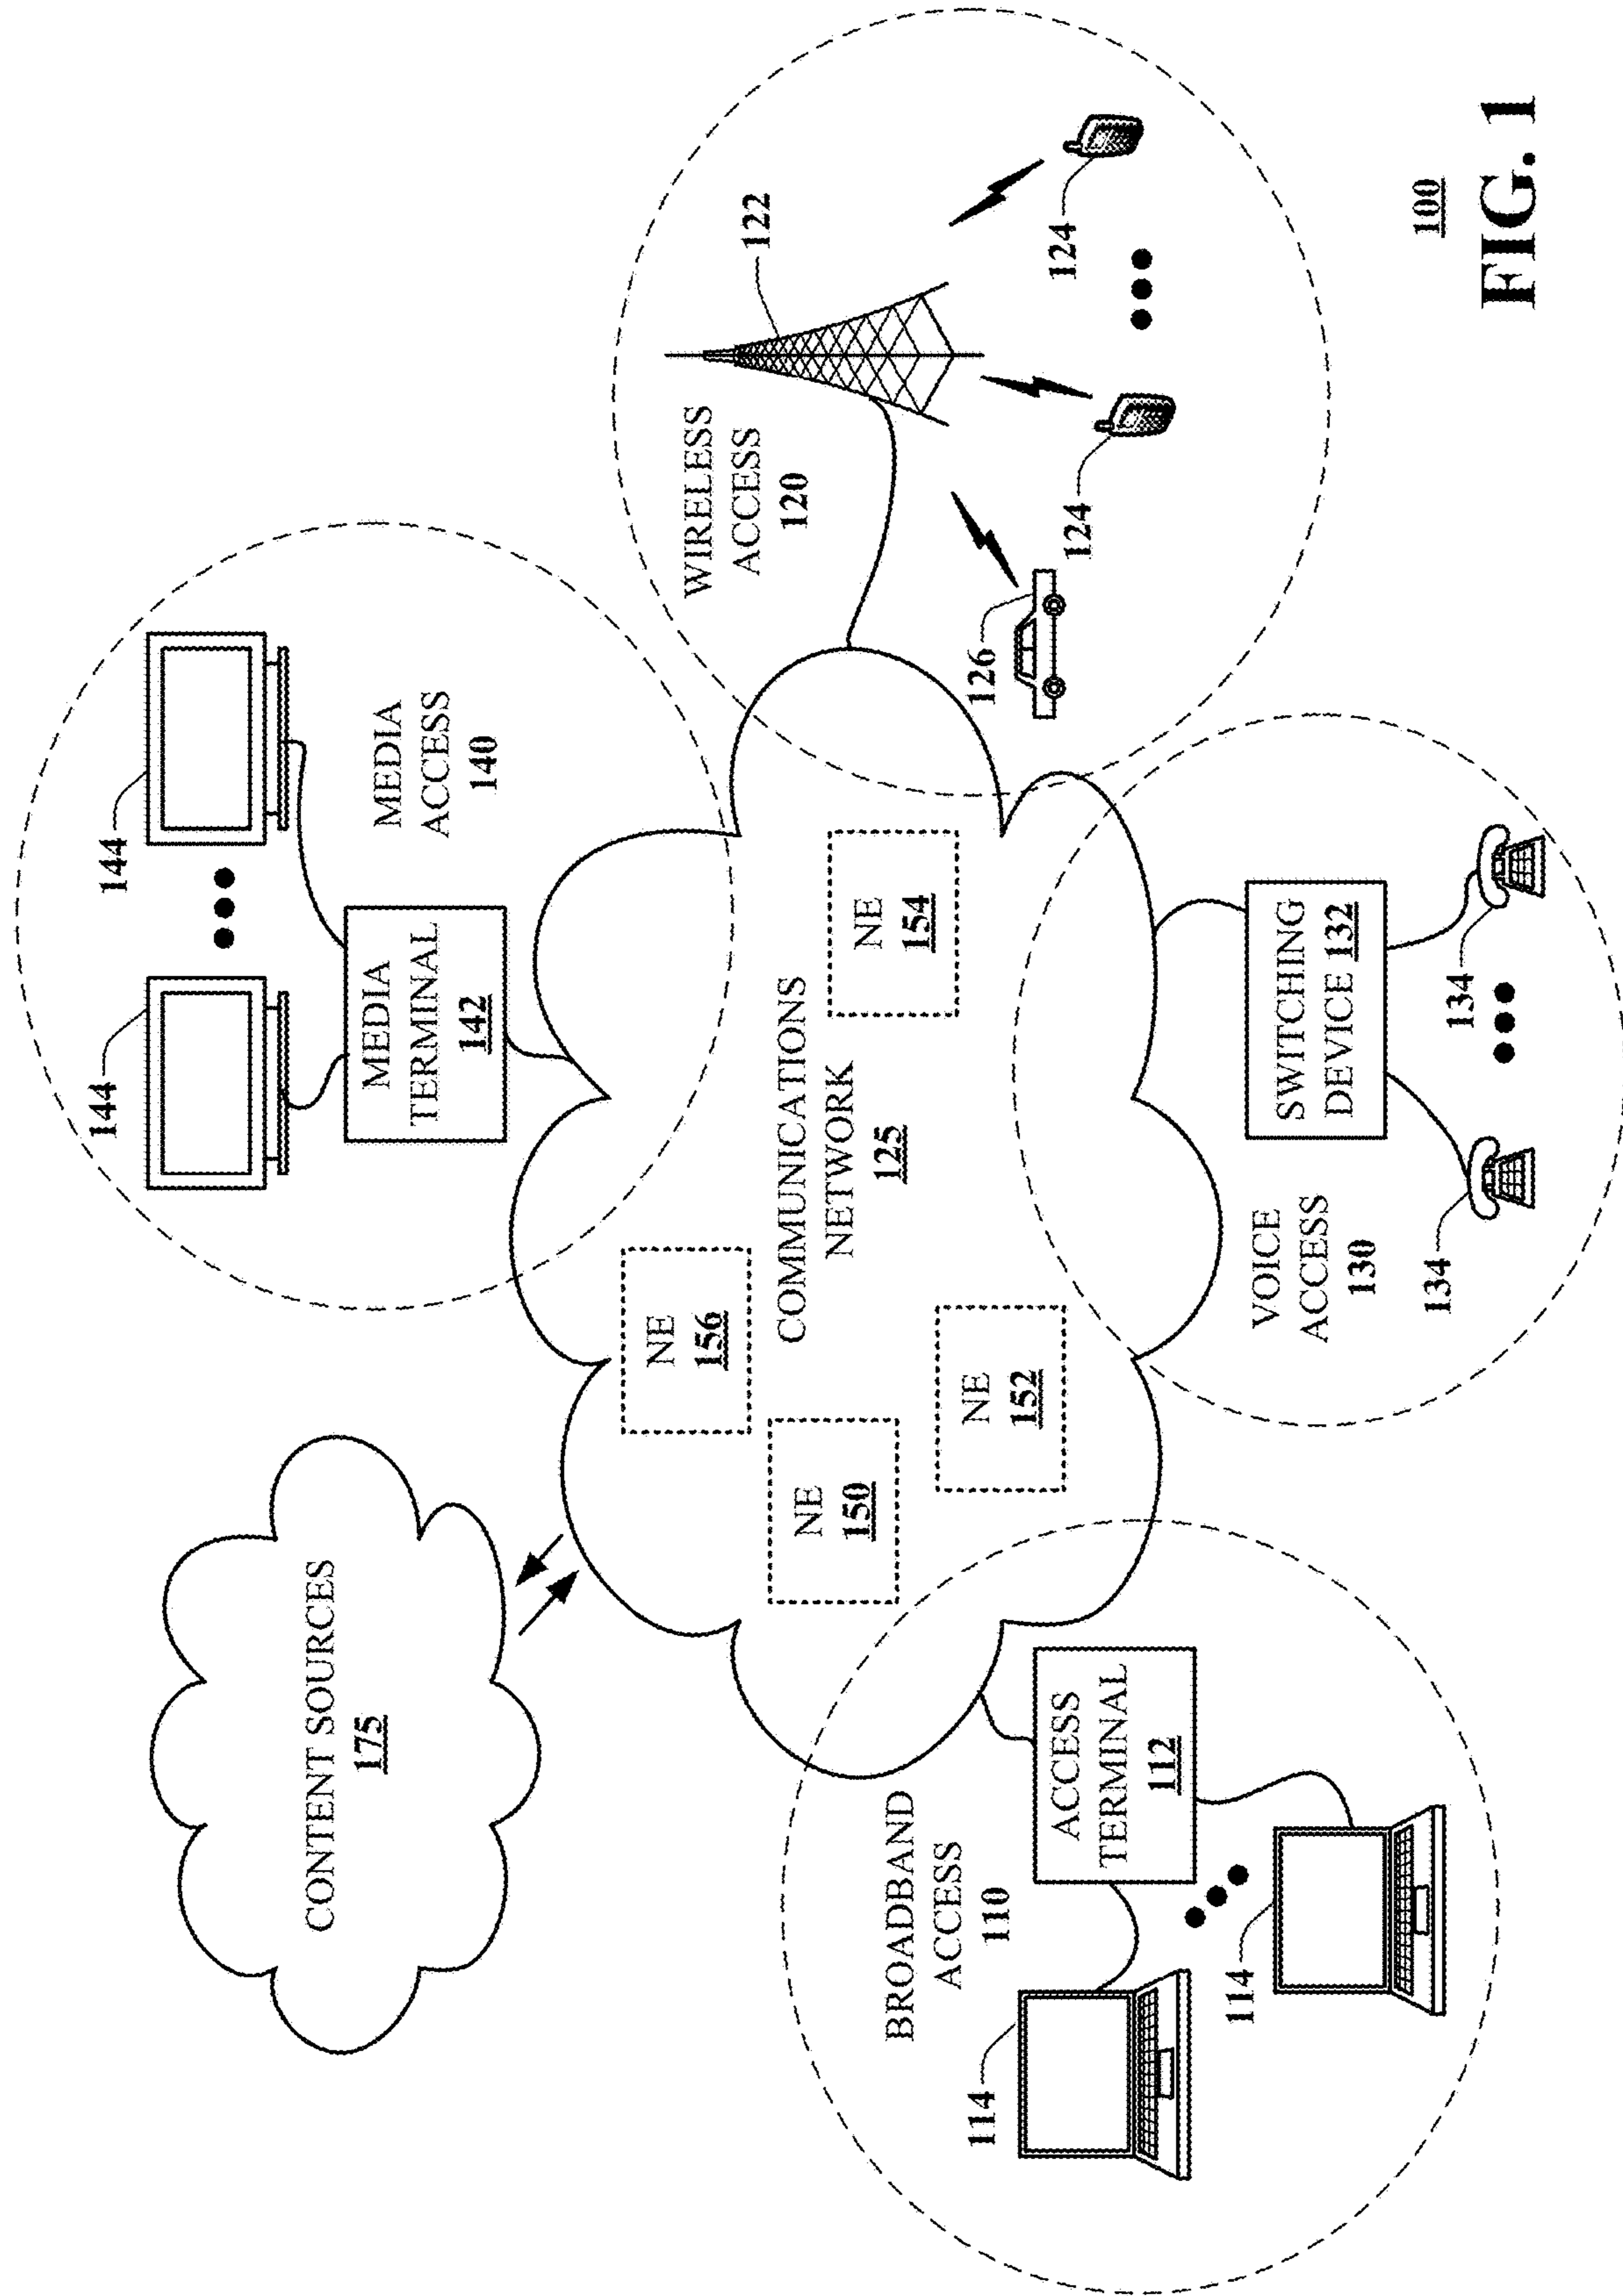 CONTENT SOURCES
175
144
144
MEDIA
TERMINAL
142
MEDIA
ACCESS
140
WIRELESS
ACCESS
120
122
126
124
124
NE
156
NE
150
NE
152
NE
154
COMMUNICATIONS
NETWORK
125
BROADBAND
ACCESS
110
ACCESS
TERMINAL
112
114
114
VOICE
ACCESS
130
SWITCHING
DEVICE 132
134
134
100
FIG. 1